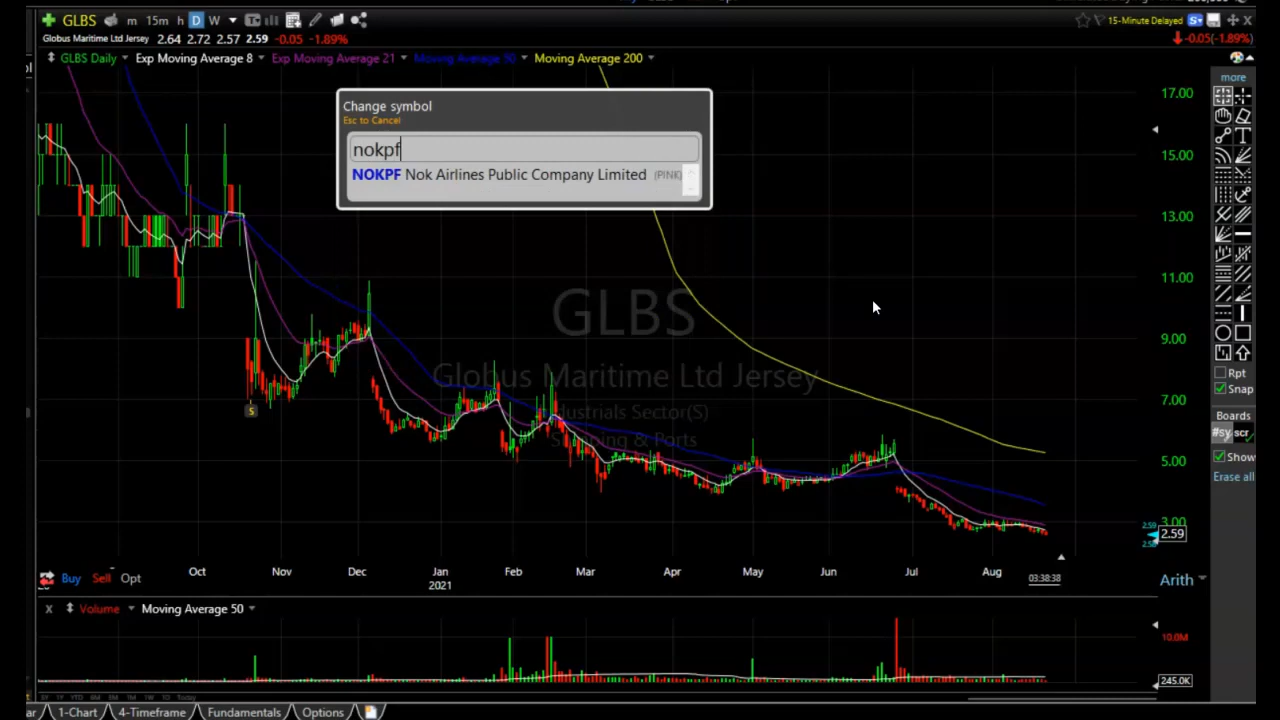 GLBS m 15m h D W 15-Minute Delayed
Globus Maritime Ltd Jersey 2.64 2.72 2.57 2.59 -0.05 -1.89% -0.05(-1.89%)
GLBS Daily Exp Moving Average 8 Exp Moving Average 21 Moving Average 50 Moving Average 200
more
17.00
Change symbol
Esc to Cancel
nokpf
NOKPF Nok Airlines Public Company Limited (PINK)
15.00
13.00
11.00
GLBS
9.00
Globus Maritime Ltd Jersey
Industrials Sector(S)
Shipping & Ports
7.00
S
5.00
3.00
2.59
2.59
Rpt
Snap
Boards
#sy scr
Show
Erase all
Buy Sell Opt
Oct Nov Dec Jan Feb Mar Apr May Jun Jul Aug
2021
03:38:38
Arith
X Volume Moving Average 50
10.0M
245.0K
1-Chart 4-Timeframe Fundamentals Options